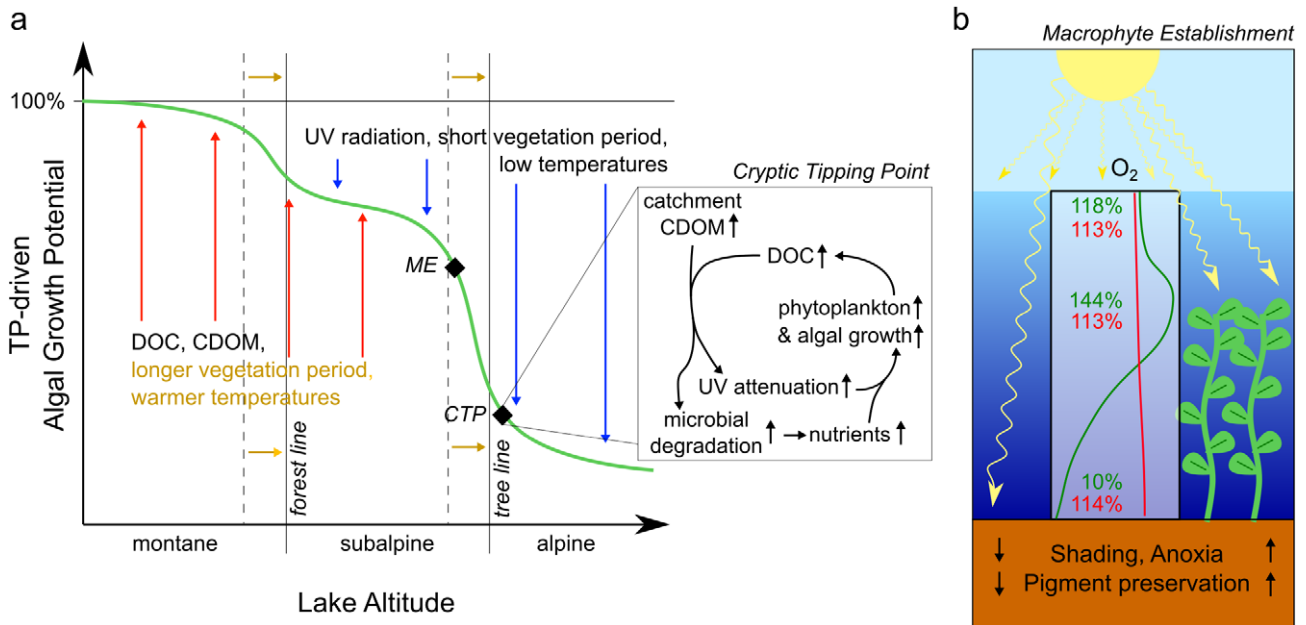 a
100%
TP-driven
Algal Growth Potential
UV radiation, short vegetation period,
low temperatures
DOC, CDOM,
longer vegetation period,
warmer temperatures
ME
CTP
forest line
tree line
montane
subalpine
alpine
Lake Altitude
Cryptic Tipping Point
catchment
CDOM
DOC
phytoplankton
& algal growth
UV attenuation
microbial
degradation
nutrients
b
Macrophyte Establishment
O₂
118%
113%
144%
113%
10%
114%
Shading, Anoxia
Pigment preservation